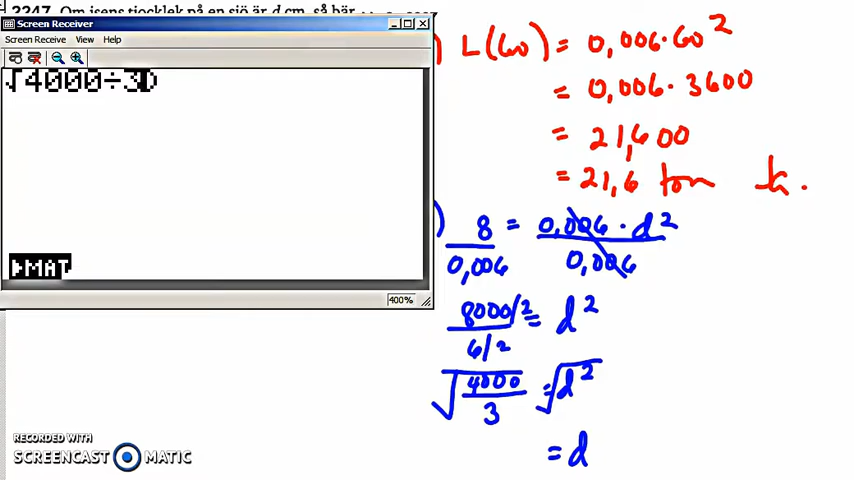 2247 Om isens tjocklek på en sjö är d cm, så bär
Screen Receiver
Screen Receive View Help
√4000÷3
▶MAT
400%
) L(60) = 0,006·60²
= 0,006·3600
= 21,600
= 21,6 ton
) 8 = 0,006·d²
0,006 0,006
8000/2 = d²
6/2
√4000 = √d²
3
= d
RECORDED WITH
SCREENCAST O MATIC